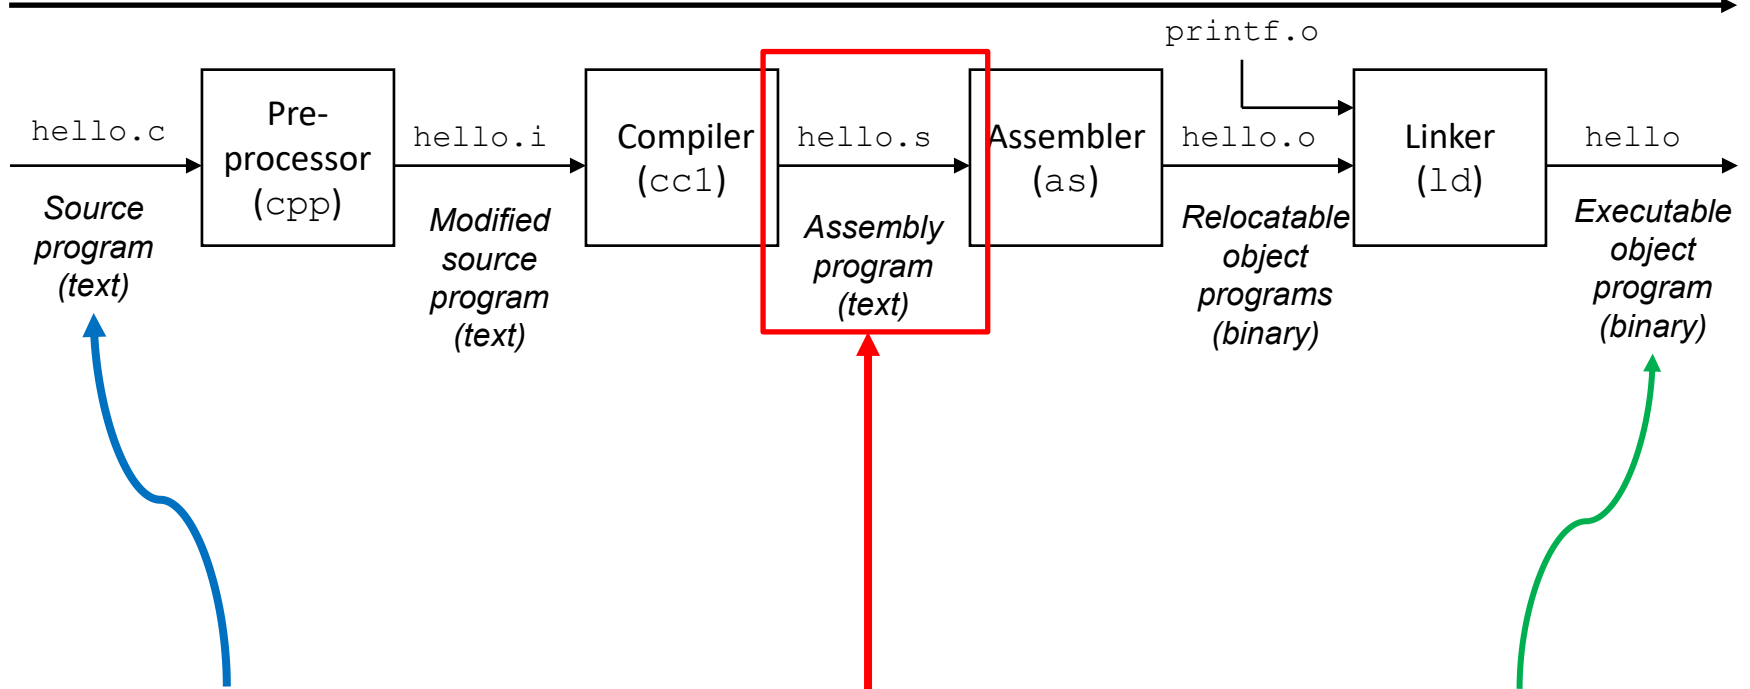 printf.o
hello.c
Pre-
processor
(cpp)
hello.i
Compiler
(cc1)
hello.s
Assembler
(as)
hello.o
Linker
(ld)
hello
Source
program
(text)
Modified
source
program
(text)
Assembly
program
(text)
Relocatable
object
programs
(binary)
Executable
object
program
(binary)